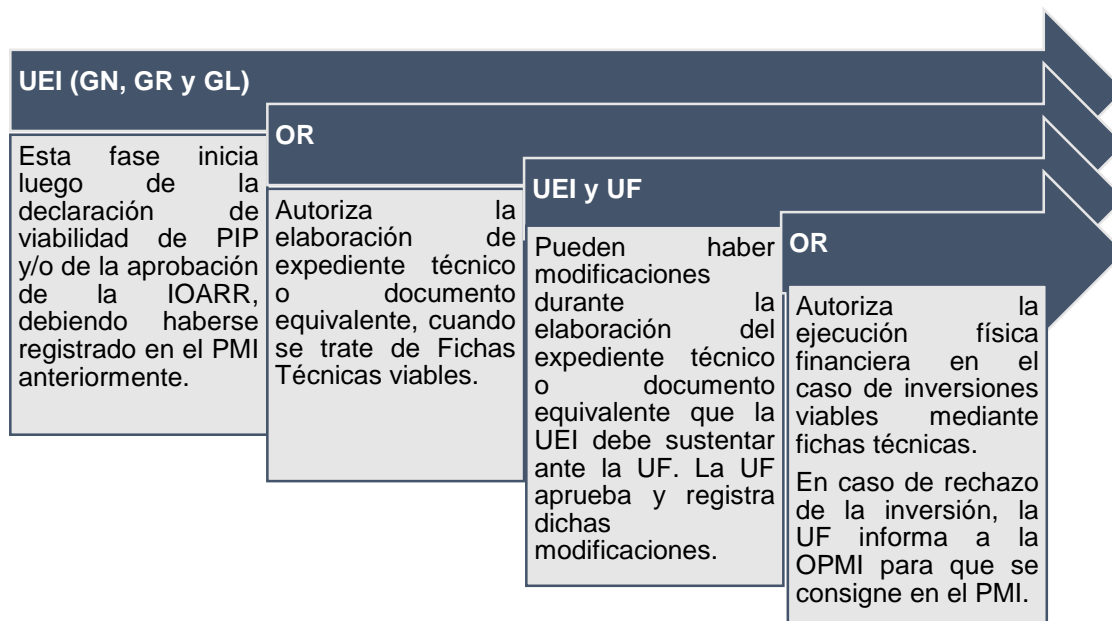 UEI (GN, GR y GL)
Esta fase inicia
luego de la
declaración de
viabilidad de PIP
y/o de la aprobación
de la IOARR,
debiendo haberse
registrado en el PMI
anteriormente.
OR
Autoriza la
elaboración de
expediente técnico
o documento
equivalente, cuando
se trate de Fichas
Técnicas viables.
UEI y UF
Pueden haber
modificaciones
durante la
elaboración del
expediente técnico
o documento
equivalente que la
UEI debe sustentar
ante la UF. La UF
aprueba y registra
dichas
modificaciones.
OR
Autoriza la
ejecución física
financiera en el
caso de inversiones
viables mediante
fichas técnicas.
En caso de rechazo
de la inversión, la
UF informa a la
OPMI para que se
consigne en el PMI.